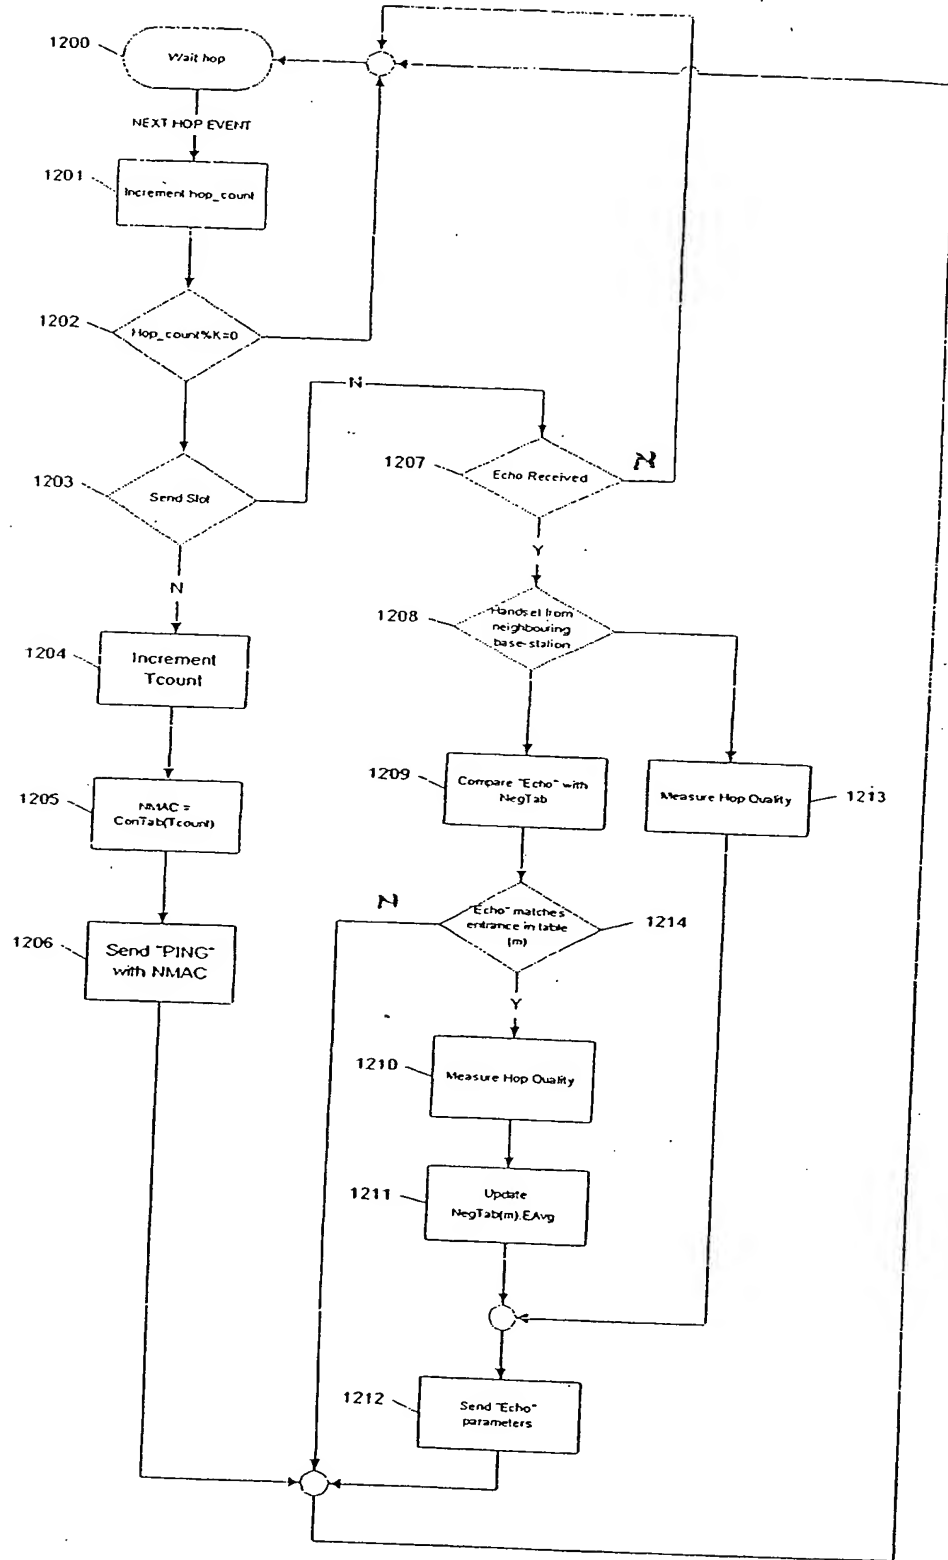 1200
Wait hop
NEXT HOP EVENT
1201
Increment hop_count
1202
Hop_count%K=0
N
1203
Send Slot
1207
Echo Received
N
N
Y
1204
Increment
Tcount
1208
Handset from
neighbouring
base-station
1205
NMAC =
ConTab(Tcount)
1209
Compare "Echo" with
NegTab
Measure Hop Quality
1213
1206
Send "PING"
with NMAC
N
"Echo" matches
entrance in table
(m)
1214
Y
1210
Measure Hop Quality
1211
Update
NegTab(m).EAvg
1212
Send "Echo"
parameters